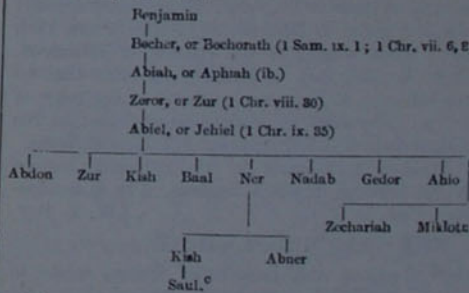 Benjamin
Becher, or Bechorath (1 Sam. ix. 1; 1 Chr. vii. 6, 8
Abiah, or Aphiah (ib.)
Zeror, or Zur (1 Chr. viii. 30)
Abiel, or Jehiel (1 Chr. ix. 35)
Abdon Zur Kish Baal Ner Nadab Gedor Ahio
Zechariah Mikloth
Kish Abner
Saul.c